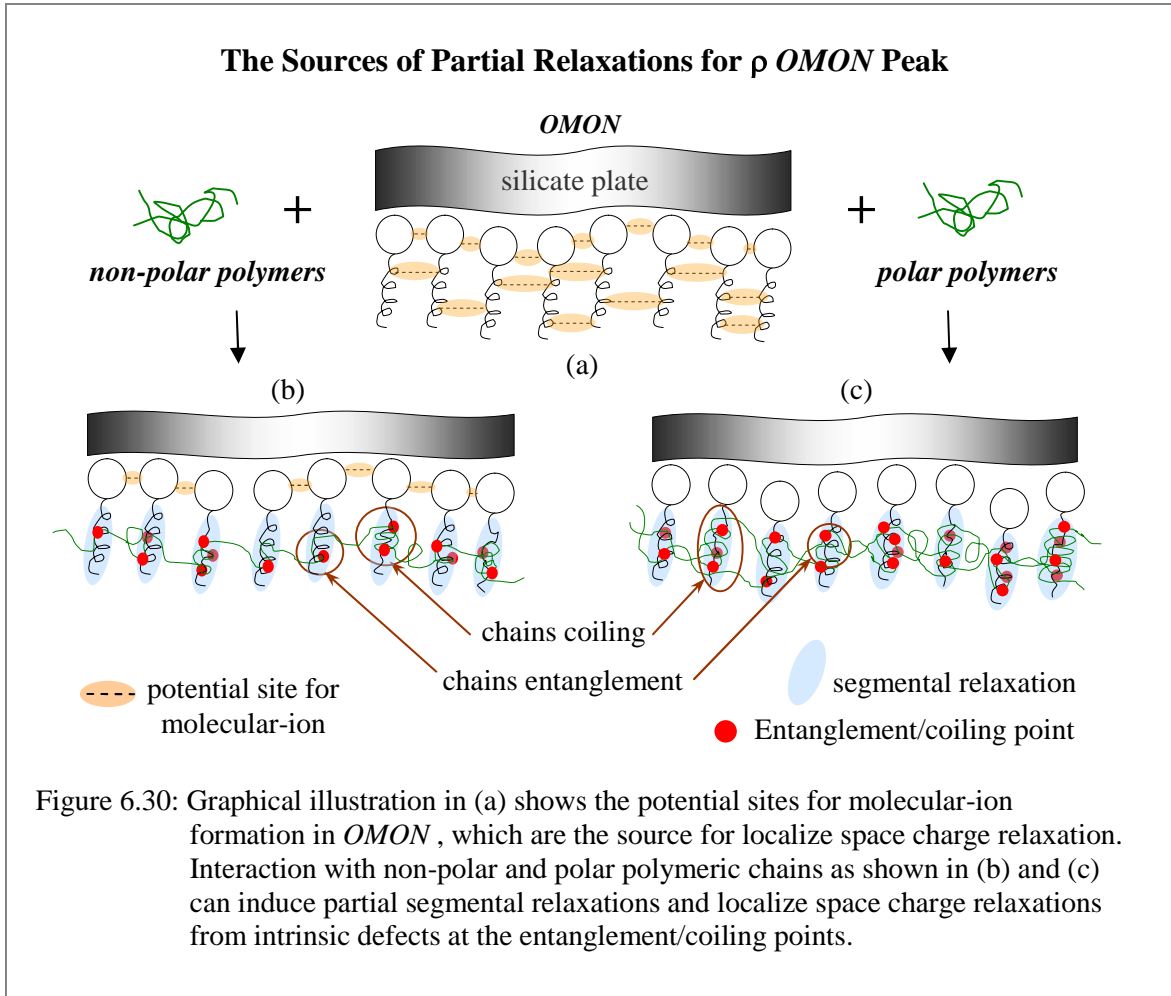 The Sources of Partial Relaxations for ρ OMON Peak
OMON
silicate plate
+
+
non-polar polymers
polar polymers
(a)
(b)
(c)
chains coiling
chains entanglement
potential site for
molecular-ion
segmental relaxation
Entanglement/coiling point
Figure 6.30: Graphical illustration in (a) shows the potential sites for molecular-ion
formation in OMON , which are the source for localize space charge relaxation.
Interaction with non-polar and polar polymeric chains as shown in (b) and (c)
can induce partial segmental relaxations and localize space charge relaxations
from intrinsic defects at the entanglement/coiling points.